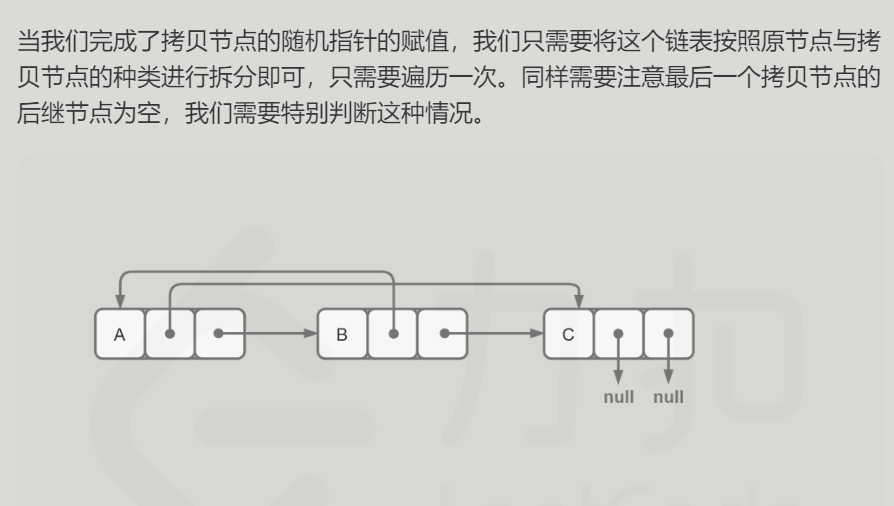 当我们完成了拷贝节点的随机指针的赋值，我们只需要将这个链表按照原节点与拷
贝节点的种类进行拆分即可，只需要遍历一次。同样需要注意最后一个拷贝节点的
后继节点为空，我们需要特别判断这种情况。
A B C
null null
力扣